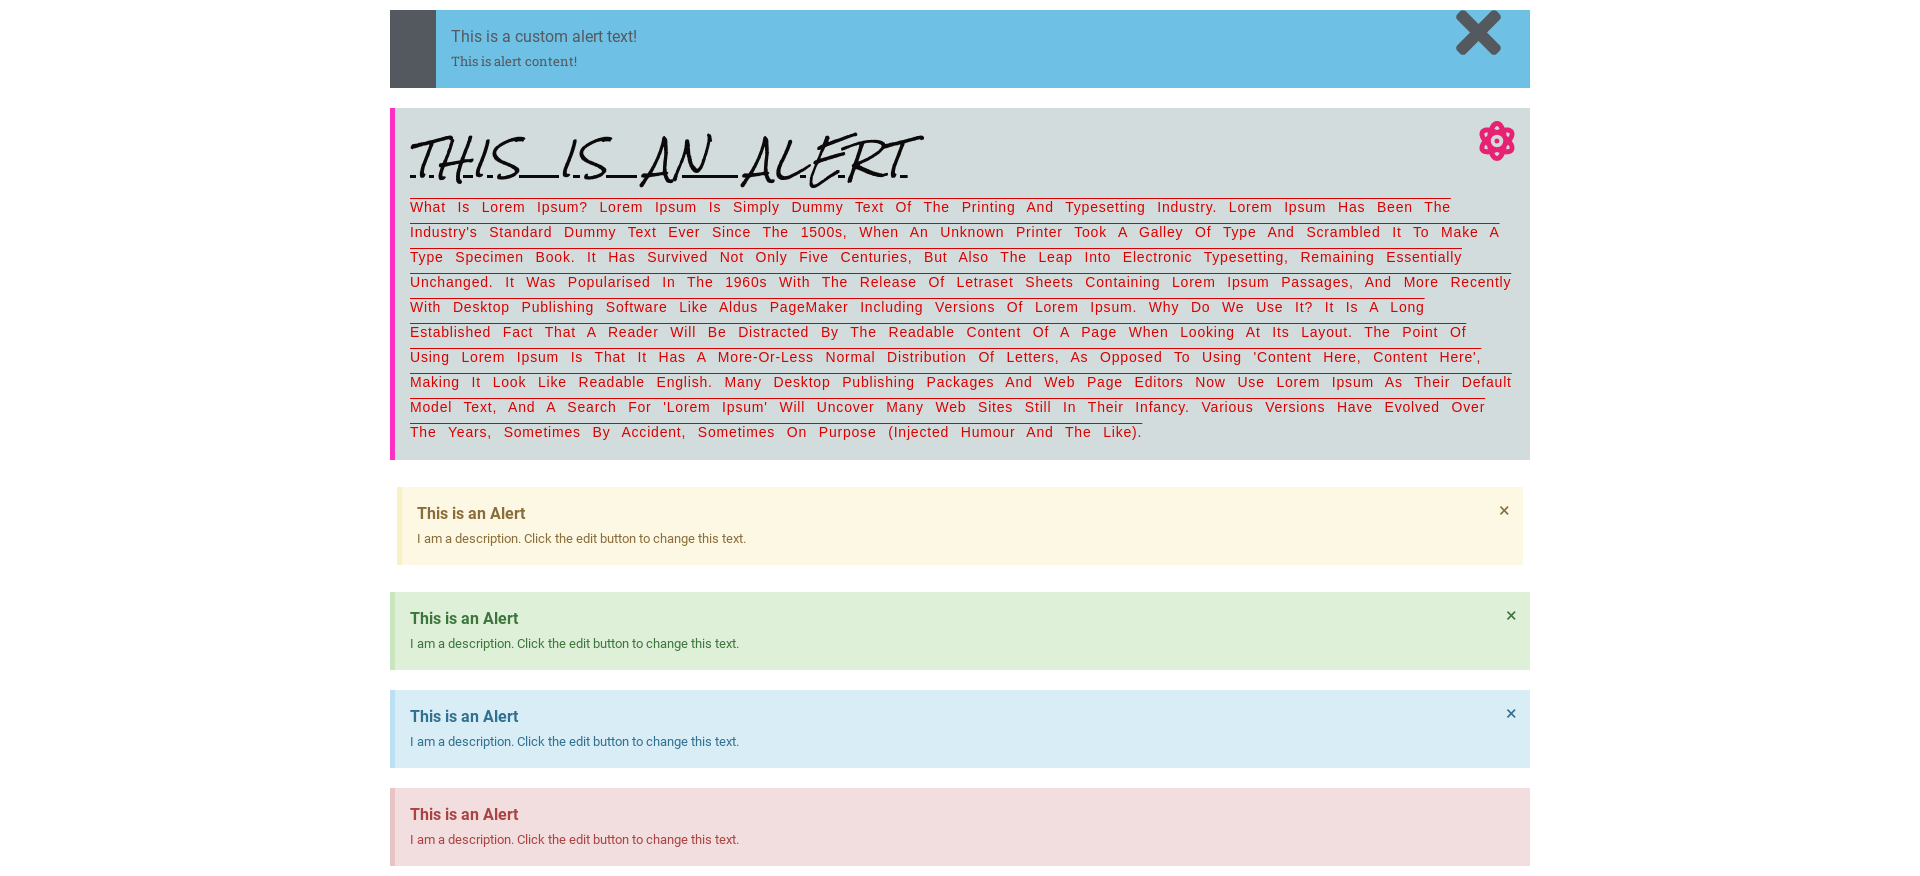 This is a custom alert text!
This is alert content!
THIS IS AN ALERT
What Is Lorem Ipsum? Lorem Ipsum Is Simply Dummy Text Of The Printing And Typesetting Industry. Lorem Ipsum Has Been The
Industry's Standard Dummy Text Ever Since The 1500s, When An Unknown Printer Took A Galley Of Type And Scrambled It To Make A
Type Specimen Book. It Has Survived Not Only Five Centuries, But Also The Leap Into Electronic Typesetting, Remaining Essentially
Unchanged. It Was Popularised In The 1960s With The Release Of Letraset Sheets Containing Lorem Ipsum Passages, And More Recently
With Desktop Publishing Software Like Aldus PageMaker Including Versions Of Lorem Ipsum. Why Do We Use It? It Is A Long
Established Fact That A Reader Will Be Distracted By The Readable Content Of A Page When Looking At Its Layout. The Point Of
Using Lorem Ipsum Is That It Has A More-Or-Less Normal Distribution Of Letters, As Opposed To Using 'Content Here, Content Here',
Making It Look Like Readable English. Many Desktop Publishing Packages And Web Page Editors Now Use Lorem Ipsum As Their Default
Model Text, And A Search For 'Lorem Ipsum' Will Uncover Many Web Sites Still In Their Infancy. Various Versions Have Evolved Over
The Years, Sometimes By Accident, Sometimes On Purpose (Injected Humour And The Like).
This is an Alert
I am a description. Click the edit button to change this text.
This is an Alert
I am a description. Click the edit button to change this text.
This is an Alert
I am a description. Click the edit button to change this text.
This is an Alert
I am a description. Click the edit button to change this text.